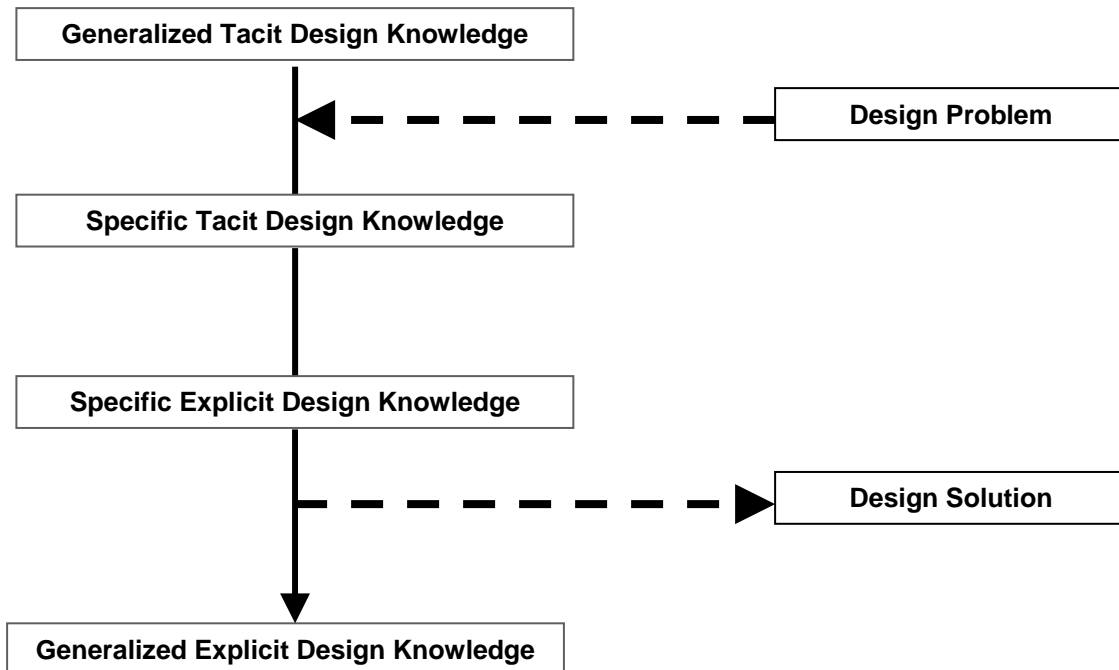 Generalized Tacit Design Knowledge
Design Problem
Specific Tacit Design Knowledge
Specific Explicit Design Knowledge
Design Solution
Generalized Explicit Design Knowledge